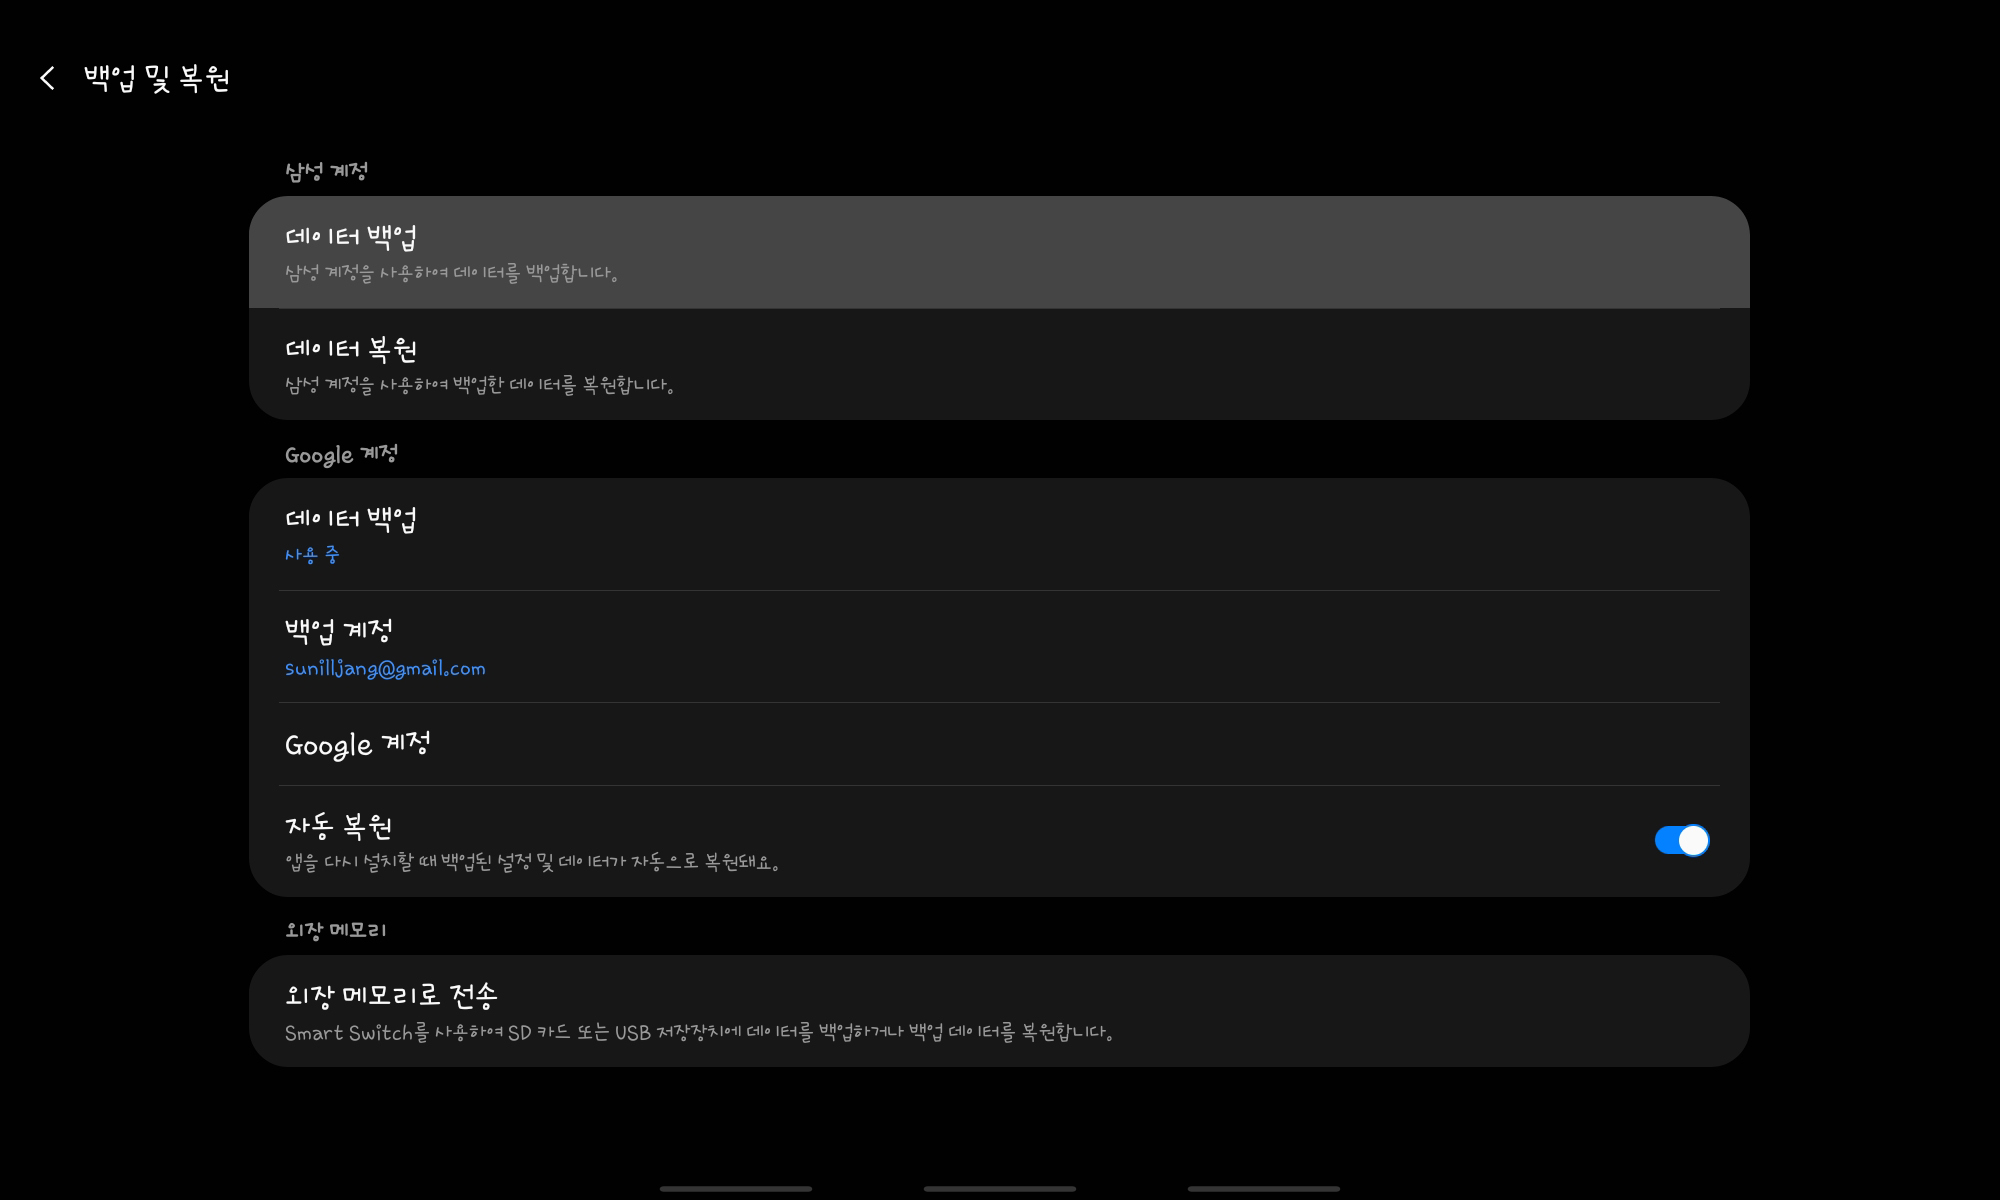 백업 및 복원
삼성 계정
데이터 백업
삼성 계정을 사용하여 데이터를 백업합니다.
데이터 복원
삼성 계정을 사용하여 백업한 데이터를 복원합니다.
Google 계정
데이터 백업
사용 중
백업 계정
sunilljang@gmail.com
Google 계정
자동 복원
앱을 다시 설치할 때 백업된 설정 및 데이터가 자동으로 복원돼요.
외장 메모리
외장 메모리로 전송
Smart Switch를 사용하여 SD 카드 또는 USB 저장장치에 데이터를 백업하거나 백업 데이터를 복원합니다.